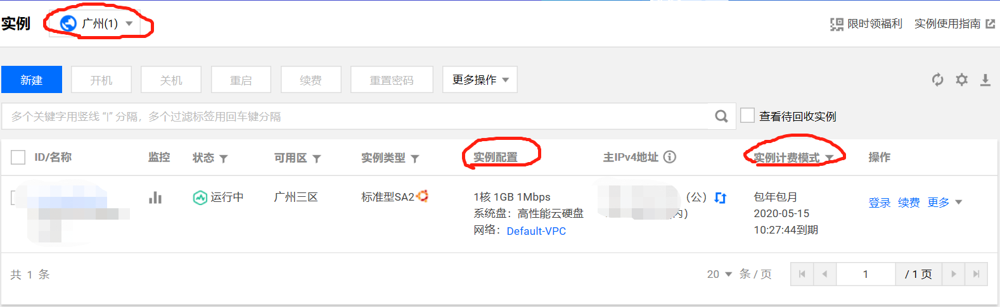 实例 广州(1) 限时领福利 实例使用指南
新建 开机 关机 重启 续费 重置密码 更多操作
多个关键字用竖线 “|” 分隔，多个过滤标签用回车键分隔 查看待回收实例
ID/名称 监控 状态 可用区 实例类型 实例配置 主IPv4地址 实例计费模式 操作
运行中 广州三区 标准型SA2 1核 1GB 1Mbps （公） 包年包月
系统盘：高性能云硬盘 2020-05-15 登录 续费 更多
网络：Default-VPC 10:27:44到期
共 1 条 20 条 / 页 1 / 1 页